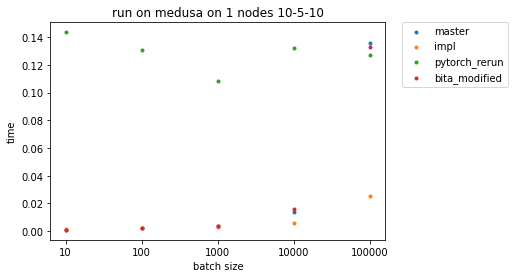 run on medusa on 1 nodes 10-5-10
0.14
0.12
0.10
0.08
0.06
0.04
0.02
0.00
time
10 100 1000 10000 100000
batch size
master
impl
pytorch_rerun
bita_modified